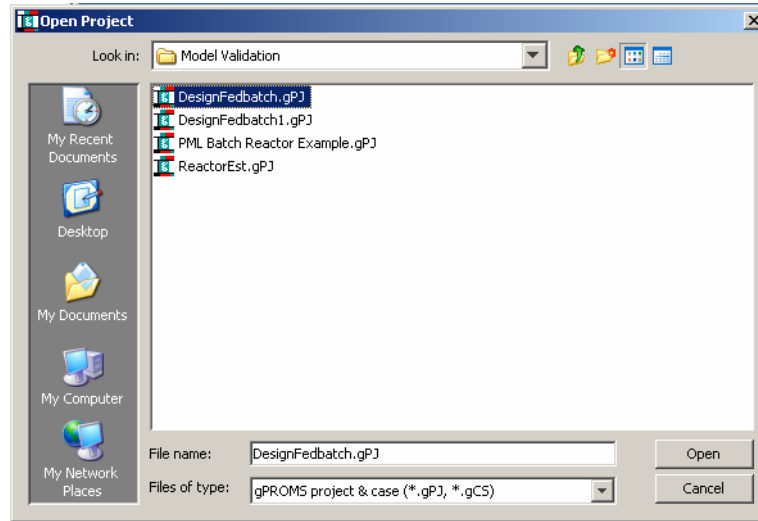 Open Project
Look in:
Model Validation
DesignFedbatch.gPJ
DesignFedbatch1.gPJ
PML Batch Reactor Example.gPJ
ReactorEst.gPJ
My Recent
Documents
Desktop
My Documents
My Computer
My Network
Places
File name:
DesignFedbatch.gPJ
Open
Files of type:
gPROMS project & case (*.gPJ, *.gCS)
Cancel